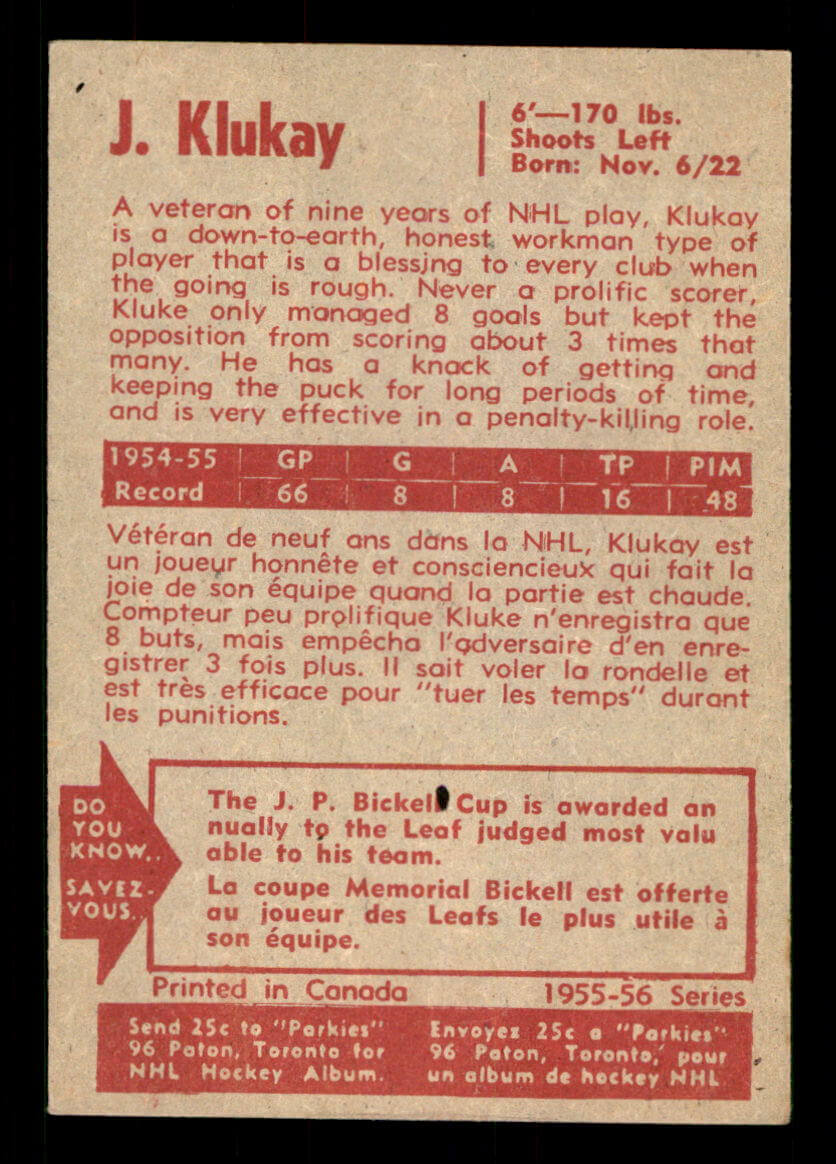 J. Klukay
6'—170 lbs.
Shoots Left
Born: Nov. 6/22
A veteran of nine years of NHL play, Klukay
is a down-to-earth, honest workman type of
player that is a blessing to every club when
the going is rough. Never a prolific scorer,
Kluke only managed 8 goals but kept the
opposition from scoring about 3 times that
many. He has a knack of getting and
keeping the puck for long periods of time,
and is very effective in a penalty-killing role.
1954-55 | GP | G | A | TP | PIM
Record | 66 | 8 | 8 | 16 | 48
Vétéran de neuf ans dans la NHL, Klukay est
un joueur honnête et consciencieux qui fait la
joie de son équipe quand la partie est chaude.
Compteur peu prolifique Kluke n'enregistra que
8 buts, mais empêcha l'adversaire d'en enre-
gistrer 3 fois plus. Il sait voler la rondelle et
est très efficace pour "tuer les temps" durant
les punitions.
DO
YOU
KNOW..
SAVEZ-
VOUS..
The J. P. Bickell Cup is awarded an
nually to the Leaf judged most valu
able to his team.
La coupe Memorial Bickell est offerte
au joueur des Leafs le plus utile à
son équipe.
Printed in Canada
1955-56 Series
Send 25c to "Parkies"
96 Paton, Toronto for
NHL Hockey Album.
Envoyez 25c a "Parkies"
96 Paton, Toronto, pour
un album de hockey NHL